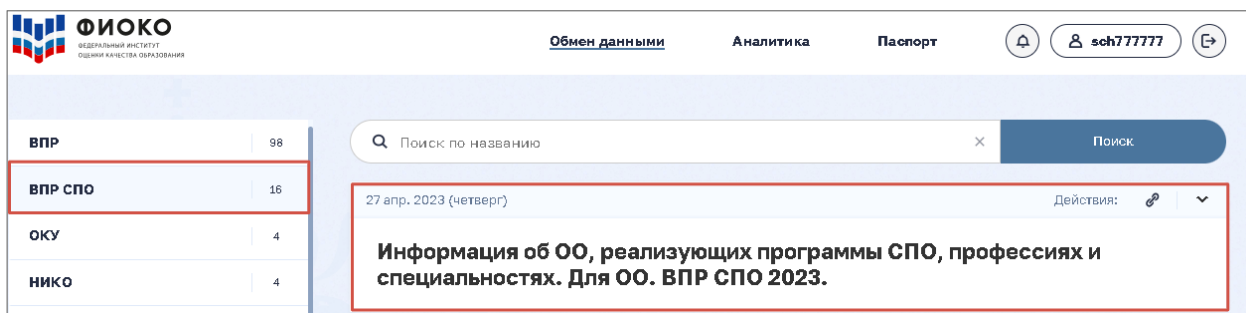 ФИОКО
ФЕДЕРАЛЬНЫЙ ИНСТИТУТ
ОЦЕНКИ КАЧЕСТВА ОБРАЗОВАНИЯ
Обмен данными Аналитика Паспорт sch777777
ВПР 98
Поиск по названию Поиск
ВПР СПО 16
27 апр. 2023 (четверг) Действия:
ОКУ 4
Информация об ОО, реализующих программы СПО, профессиях и
специальностях. Для ОО. ВПР СПО 2023.
НИКО 4